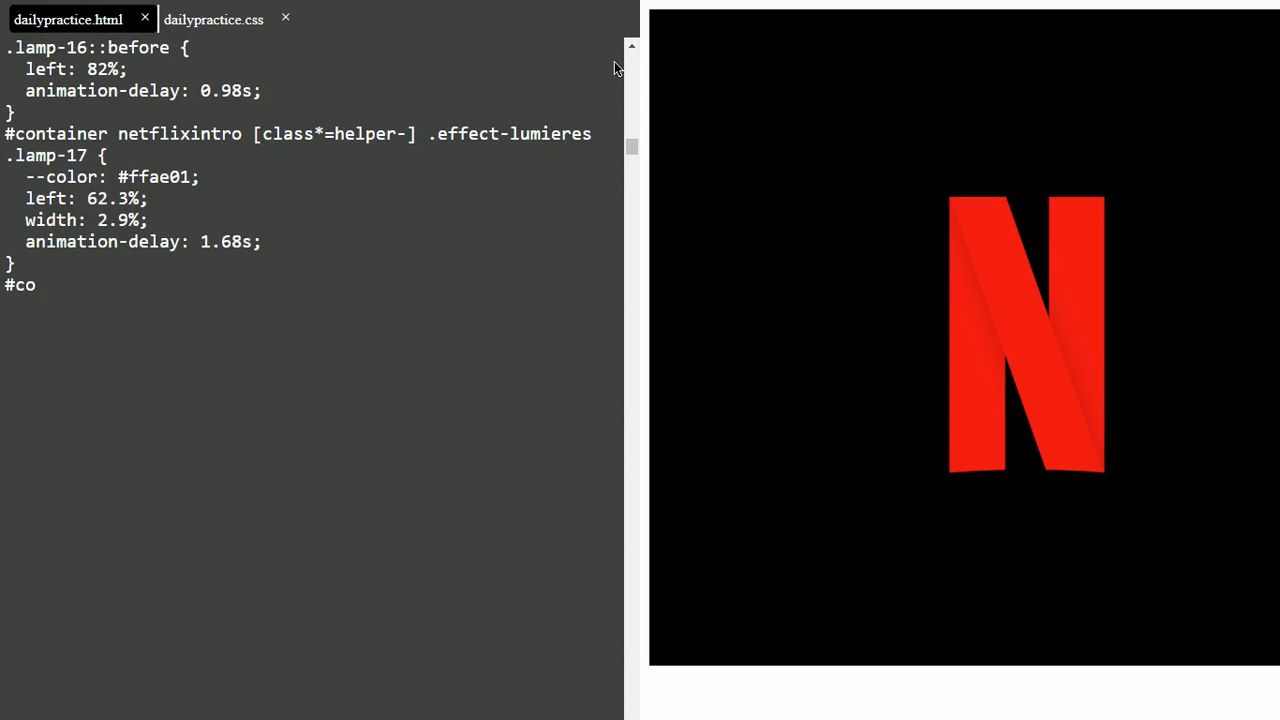 dailypractice.html × dailypractice.css ×
.lamp-16::before {
  left: 82%;
  animation-delay: 0.98s;
}
#container netflixintro [class*=helper-] .effect-lumieres
.lamp-17 {
  --color: #ffae01;
  left: 62.3%;
  width: 2.9%;
  animation-delay: 1.68s;
}
#co
N